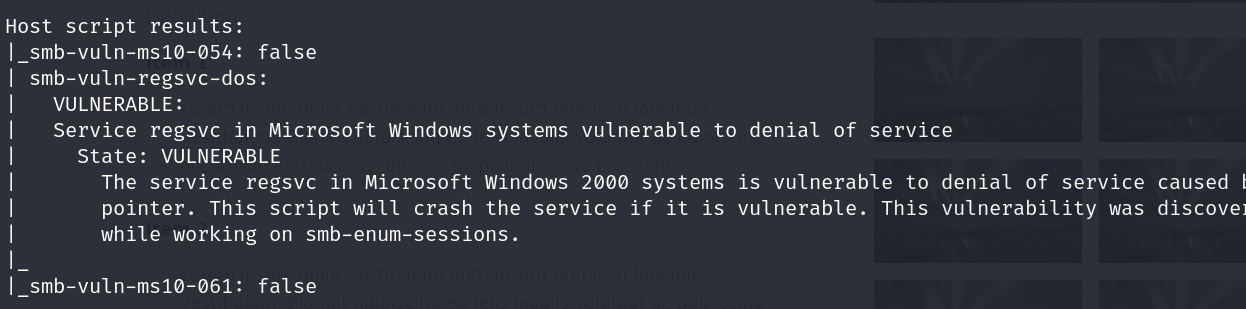 Host script results:
|_smb-vuln-ms10-054: false
| smb-vuln-regsvc-dos:
|   VULNERABLE:
|   Service regsvc in Microsoft Windows systems vulnerable to denial of service
|     State: VULNERABLE
|       The service regsvc in Microsoft Windows 2000 systems is vulnerable to denial of service caused
|       pointer. This script will crash the service if it is vulnerable. This vulnerability was
|       while working on smb-enum-sessions.
|_
|_smb-vuln-ms10-061: false